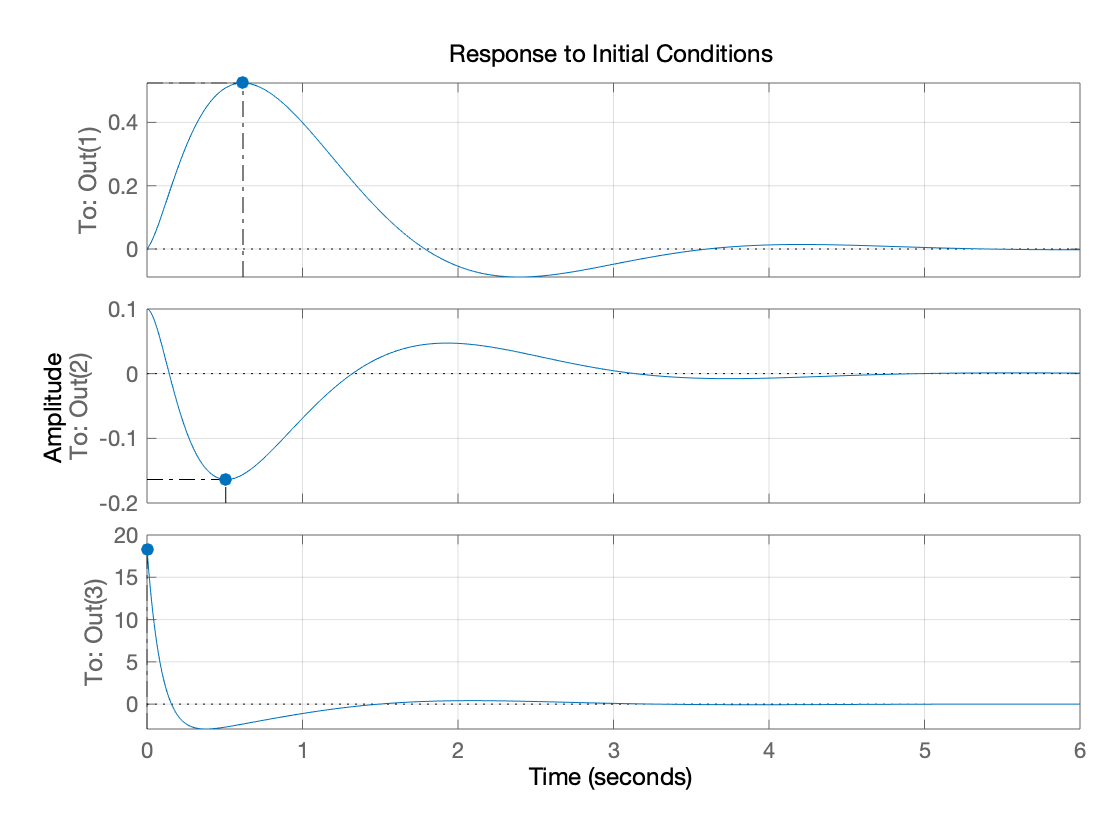 Response to Initial Conditions
To: Out(1)
0.4
0.2
0
Amplitude
To: Out(2)
0.1
0
-0.1
-0.2
To: Out(3)
20
15
10
5
0
0 1 2 3 4 5 6
Time (seconds)